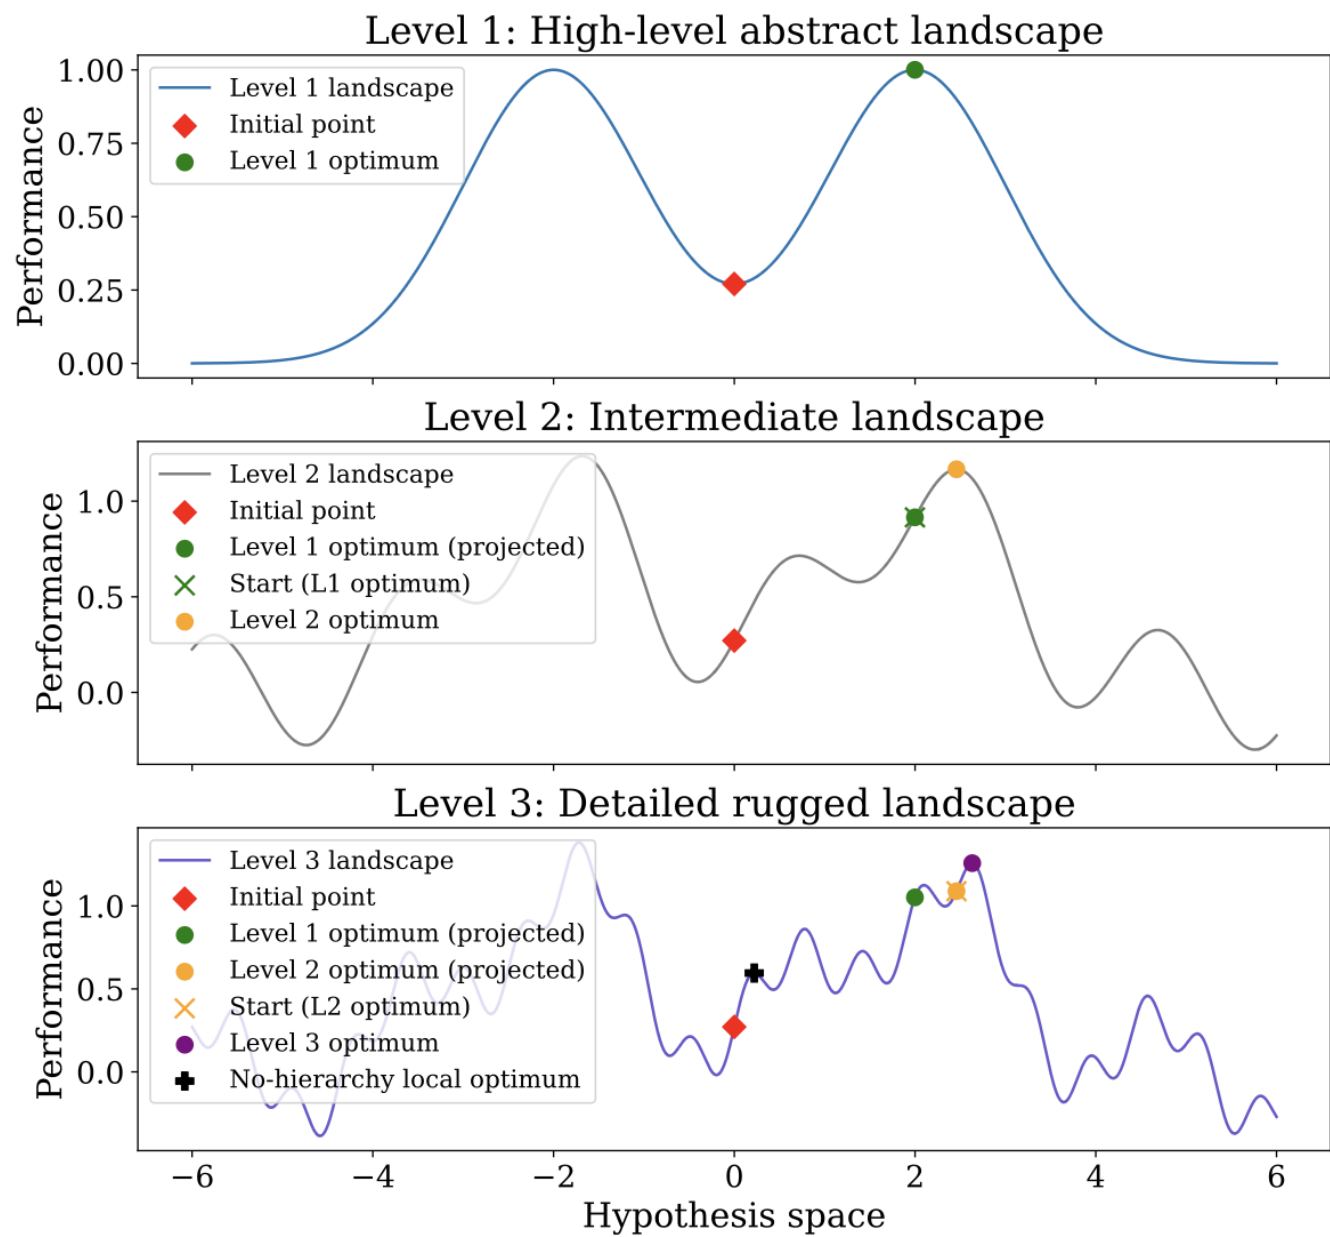 Level 1: High-level abstract landscape
Performance
1.00
0.75
0.50
0.25
0.00
Level 1 landscape
Initial point
Level 1 optimum
Level 2: Intermediate landscape
Performance
1.0
0.5
0.0
Level 2 landscape
Initial point
Level 1 optimum (projected)
Start (L1 optimum)
Level 2 optimum
Level 3: Detailed rugged landscape
Performance
1.0
0.5
0.0
Level 3 landscape
Initial point
Level 1 optimum (projected)
Level 2 optimum (projected)
Start (L2 optimum)
Level 3 optimum
No-hierarchy local optimum
−6 −4 −2 0 2 4 6
Hypothesis space